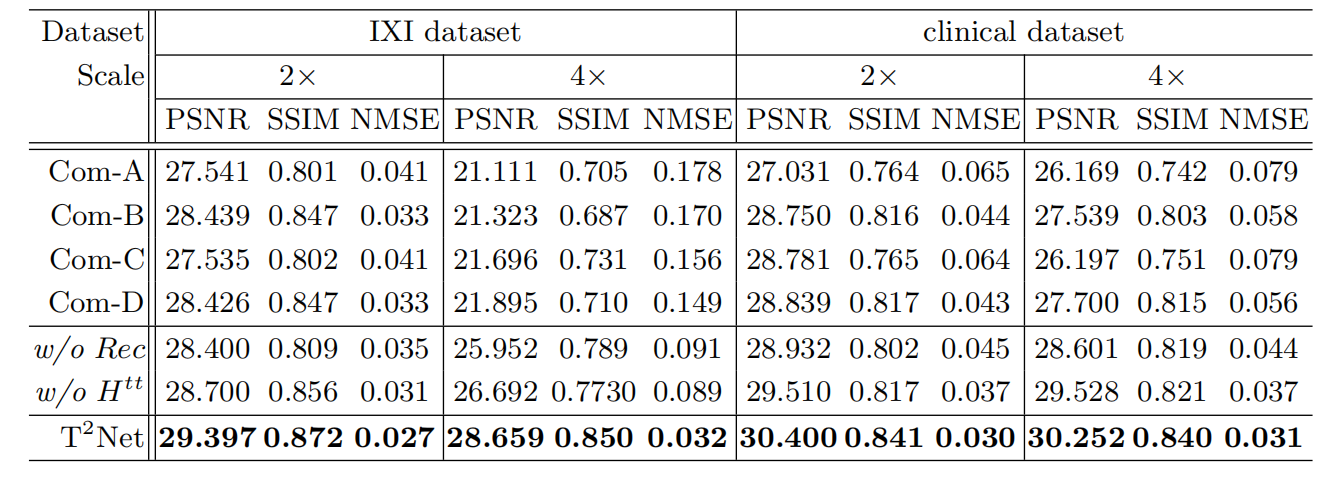 Dataset IXI dataset clinical dataset
Scale 2× 4× 2× 4×
PSNR SSIM NMSE PSNR SSIM NMSE PSNR SSIM NMSE PSNR SSIM NMSE
Com-A 27.541 0.801 0.041 21.111 0.705 0.178 27.031 0.764 0.065 26.169 0.742 0.079
Com-B 28.439 0.847 0.033 21.323 0.687 0.170 28.750 0.816 0.044 27.539 0.803 0.058
Com-C 27.535 0.802 0.041 21.696 0.731 0.156 28.781 0.765 0.064 26.197 0.751 0.079
Com-D 28.426 0.847 0.033 21.895 0.710 0.149 28.839 0.817 0.043 27.700 0.815 0.056
w/o Rec 28.400 0.809 0.035 25.952 0.789 0.091 28.932 0.802 0.045 28.601 0.819 0.044
w/o H^tt 28.700 0.856 0.031 26.692 0.7730 0.089 29.510 0.817 0.037 29.528 0.821 0.037
T²Net 29.397 0.872 0.027 28.659 0.850 0.032 30.400 0.841 0.030 30.252 0.840 0.031